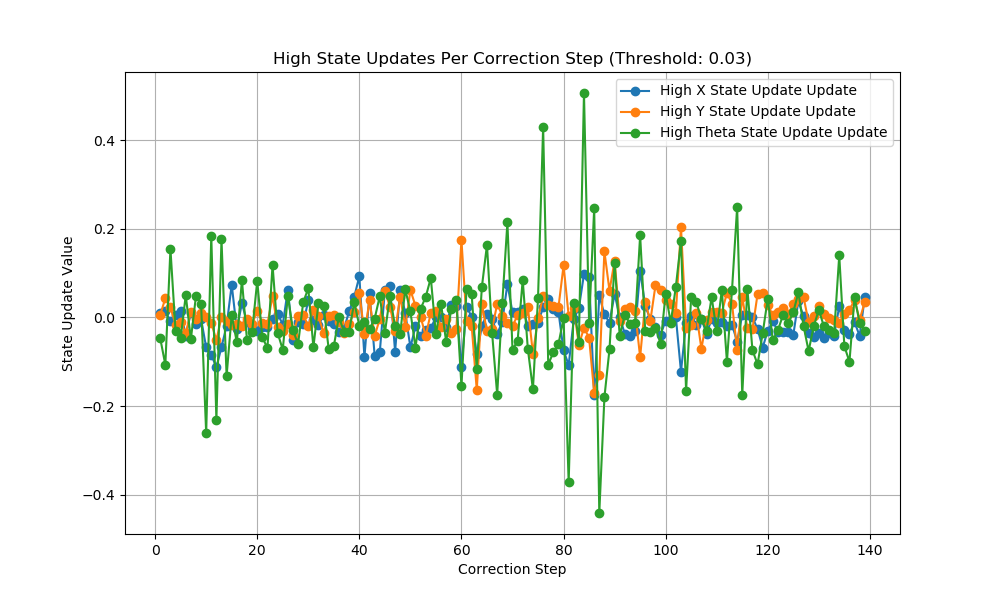 High State Updates Per Correction Step (Threshold: 0.03)
High X State Update Update
High Y State Update Update
High Theta State Update Update
State Update Value
0.4
0.2
0.0
−0.2
−0.4
0 20 40 60 80 100 120 140
Correction Step